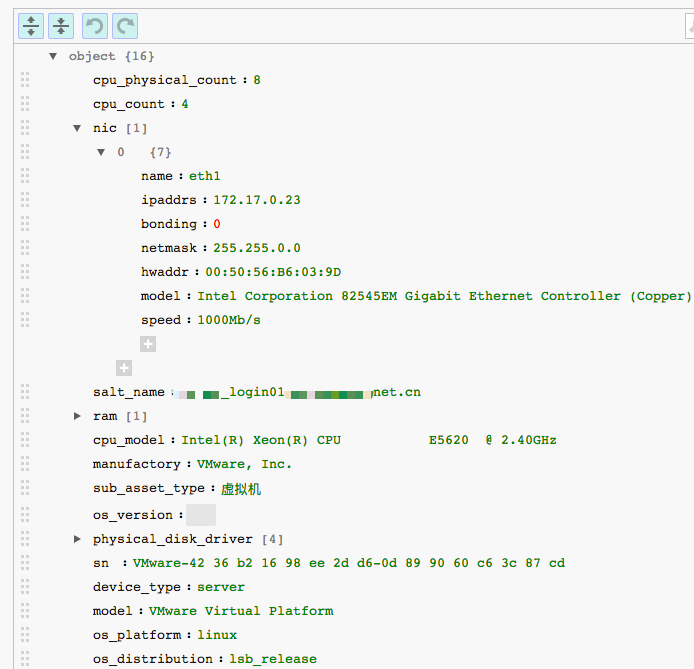 object {16}
cpu_physical_count : 8
cpu_count : 4
nic [1]
0 {7}
name : eth1
ipaddrs : 172.17.0.23
bonding : 0
netmask : 255.255.0.0
hwaddr : 00:50:56:B6:03:9D
model : Intel Corporation 82545EM Gigabit Ethernet Controller (Copper)
speed : 1000Mb/s
salt_name : _login01 net.cn
ram [1]
cpu_model : Intel(R) Xeon(R) CPU E5620 @ 2.40GHz
manufactory : VMware, Inc.
sub_asset_type : 虚拟机
os_version :
physical_disk_driver [4]
sn : VMware-42 36 b2 16 98 ee 2d d6-0d 89 90 60 c6 3c 87 cd
device_type : server
model : VMware Virtual Platform
os_platform : linux
os_distribution : lsb_release